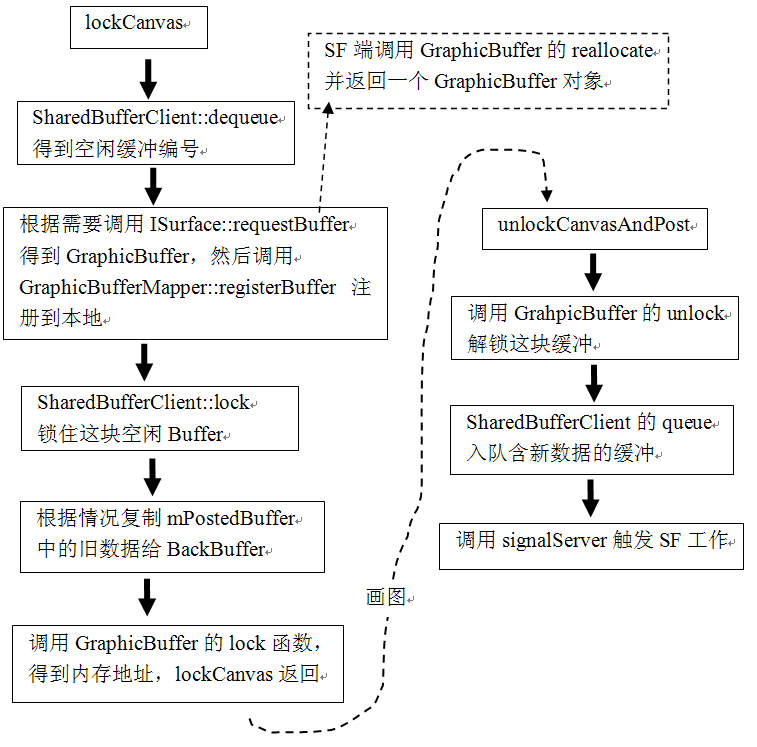 lockCanvas
SharedBufferClient::dequeue
得到空闲缓冲编号
根据需要调用 ISurface::requestBuffer
得到 GraphicBuffer，然后调用
GraphicBufferMapper::registerBuffer 注
册到本地
SharedBufferClient::lock
锁住这块空闲 Buffer
根据情况复制 mPostedBuffer
中的旧数据给 BackBuffer
调用 GraphicBuffer 的 lock 函数，
得到内存地址，lockCanvas 返回
SF 端调用 GraphicBuffer 的 reallocate
并返回一个 GraphicBuffer 对象
画图
unlockCanvasAndPost
调用 GrahpicBuffer 的 unlock
解锁这块缓冲
SharedBufferClient 的 queue
入队含新数据的缓冲
调用 signalServer 触发 SF 工作